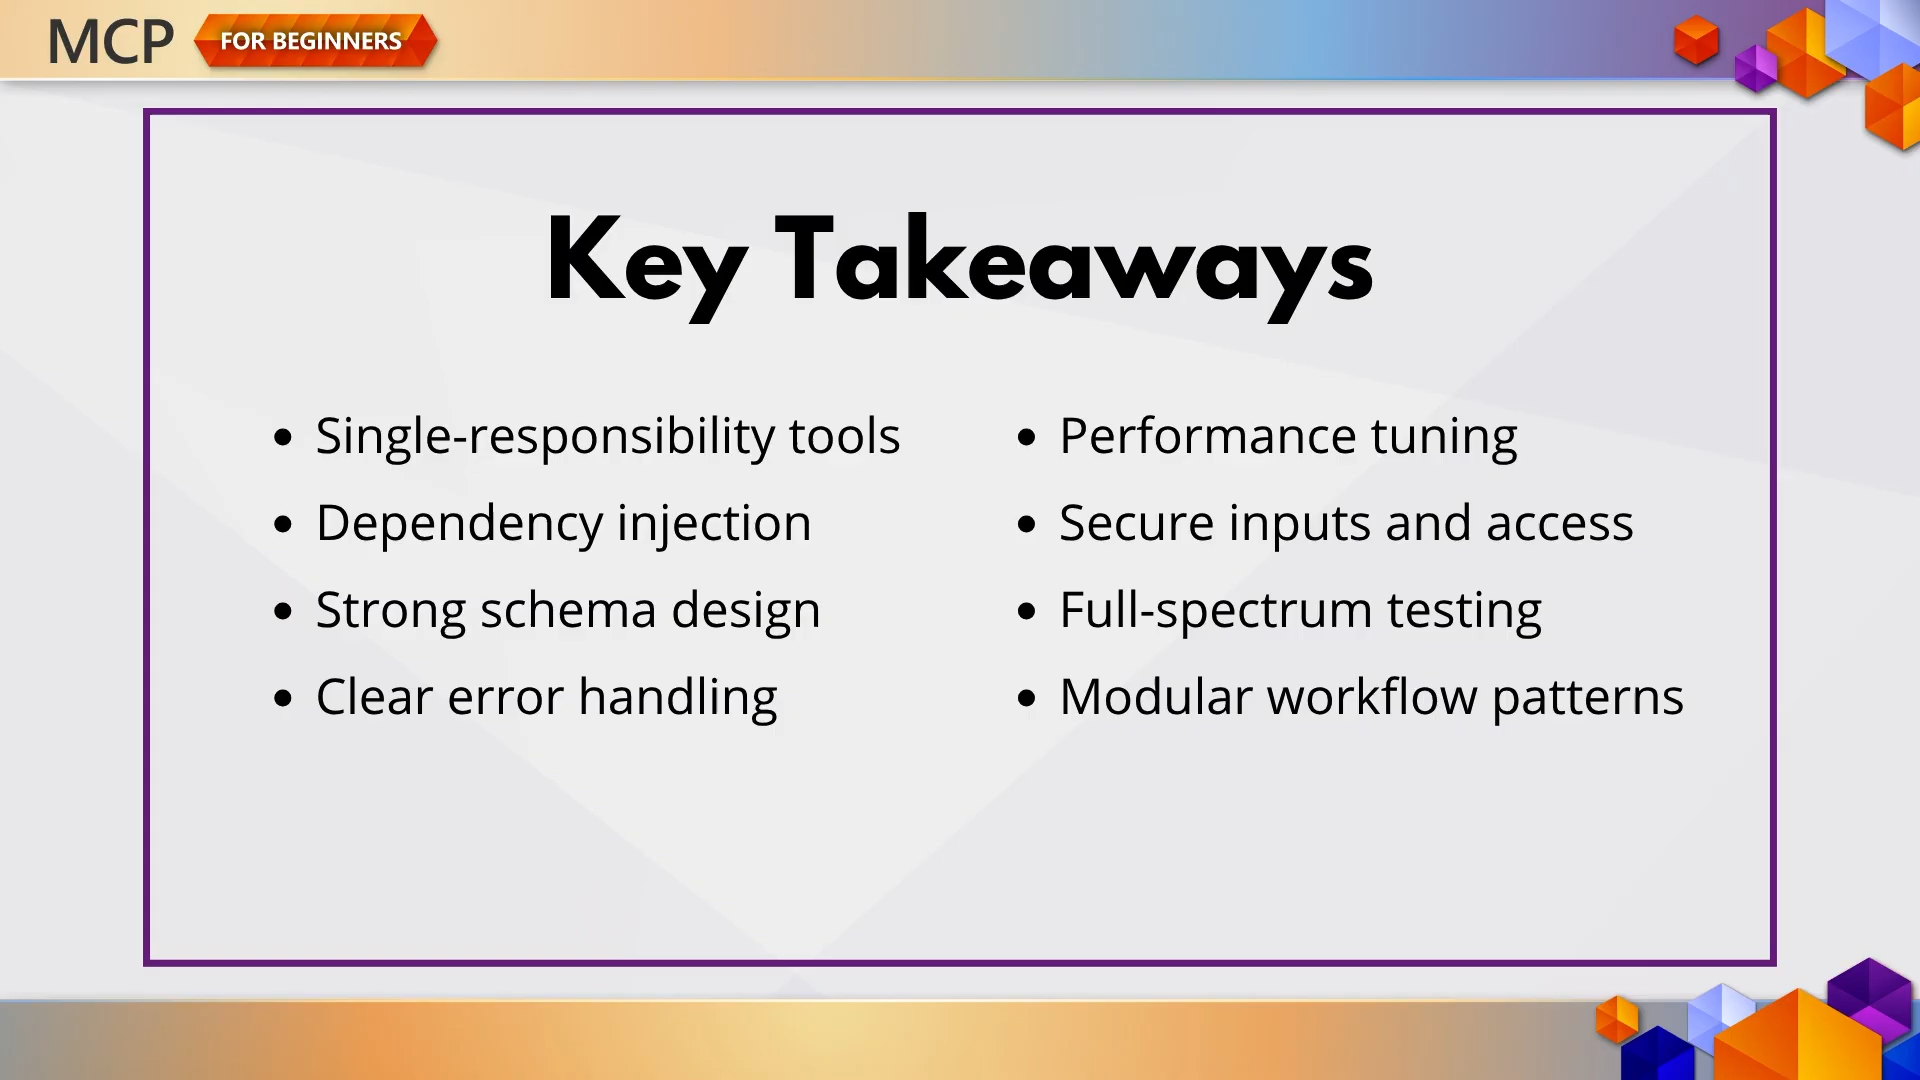 MCP
FOR BEGINNERS
Key Takeaways
• Single-responsibility tools
• Dependency injection
• Strong schema design
• Clear error handling
• Performance tuning
• Secure inputs and access
• Full-spectrum testing
• Modular workflow patterns